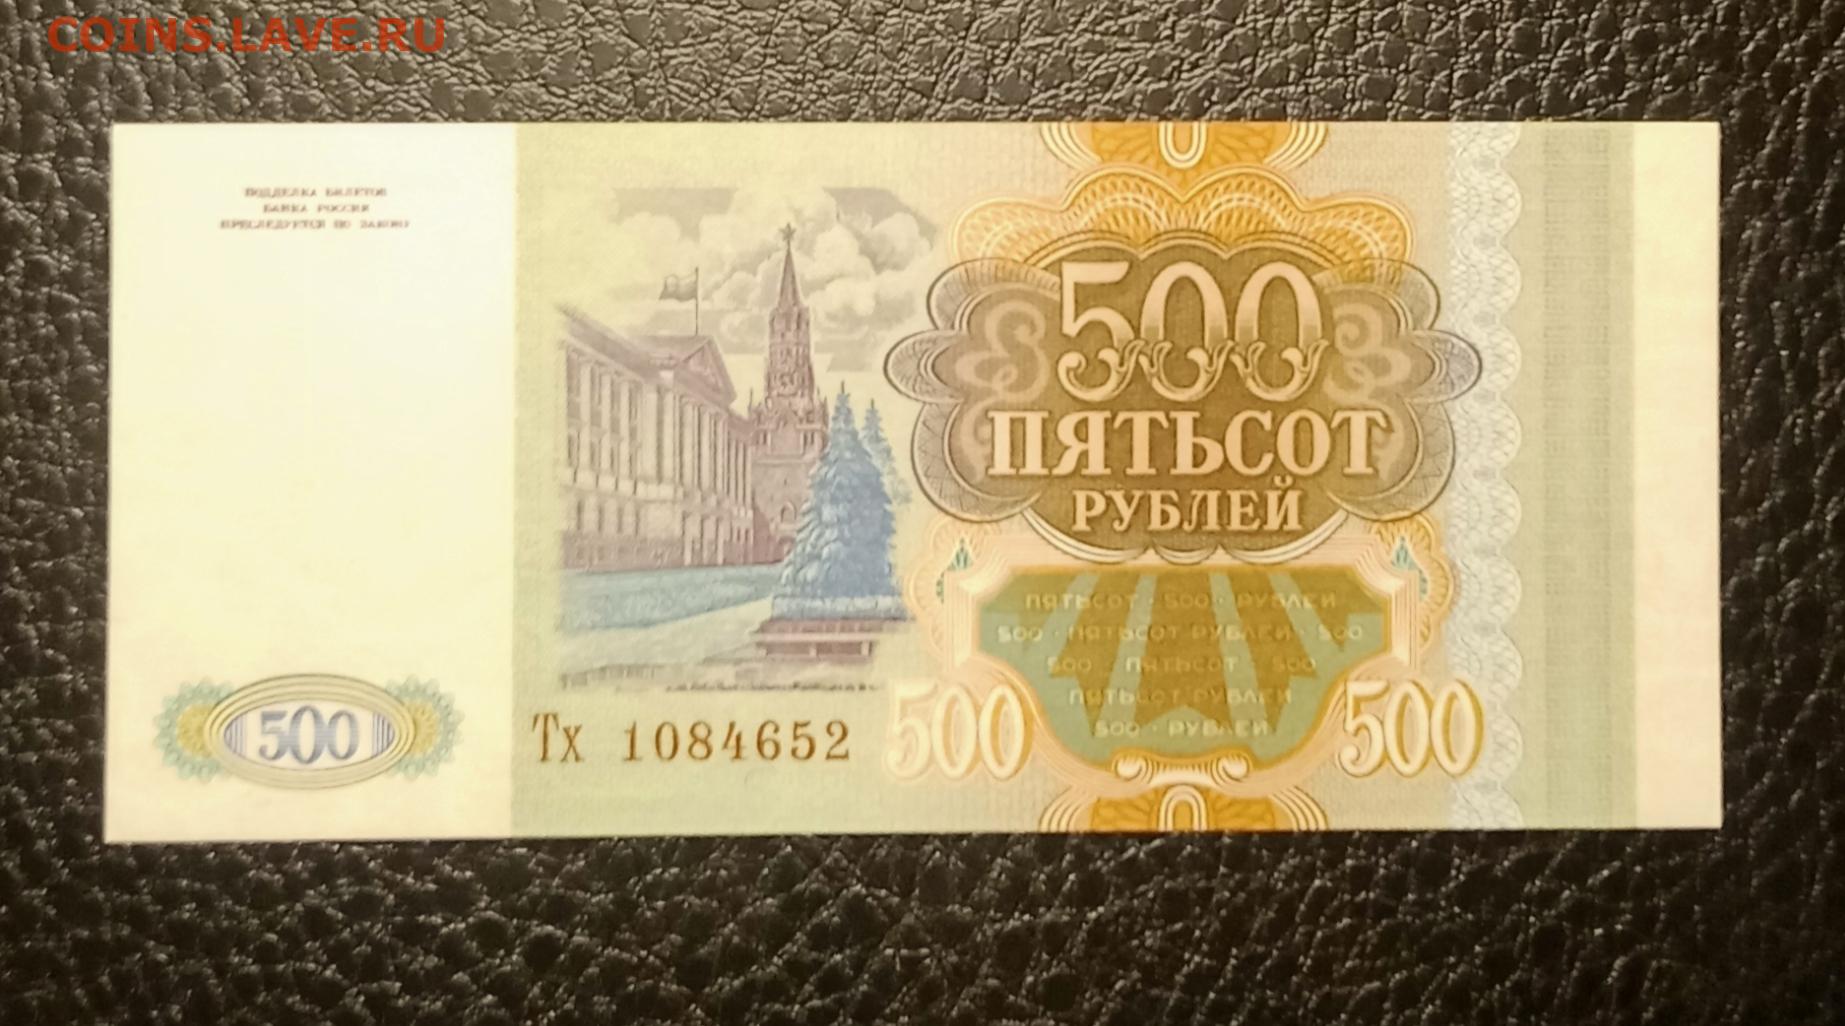 COINS.LAVE.RU
ПОДДЕЛКА БИЛЕТОВ
БАНКА РОССИИ
ПРЕСЛЕДУЕТСЯ ПО ЗАКОНУ
500
ПЯТЬСОТ
РУБЛЕЙ
ПЯТЬСОТ · 500 · РУБЛЕЙ
500 · ПЯТЬСОТ РУБЛЕЙ · 500
500 · ПЯТЬСОТ · 500
ПЯТЬСОТ РУБЛЕЙ
500 · РУБЛЕЙ
500
Тх 1084652
500
500